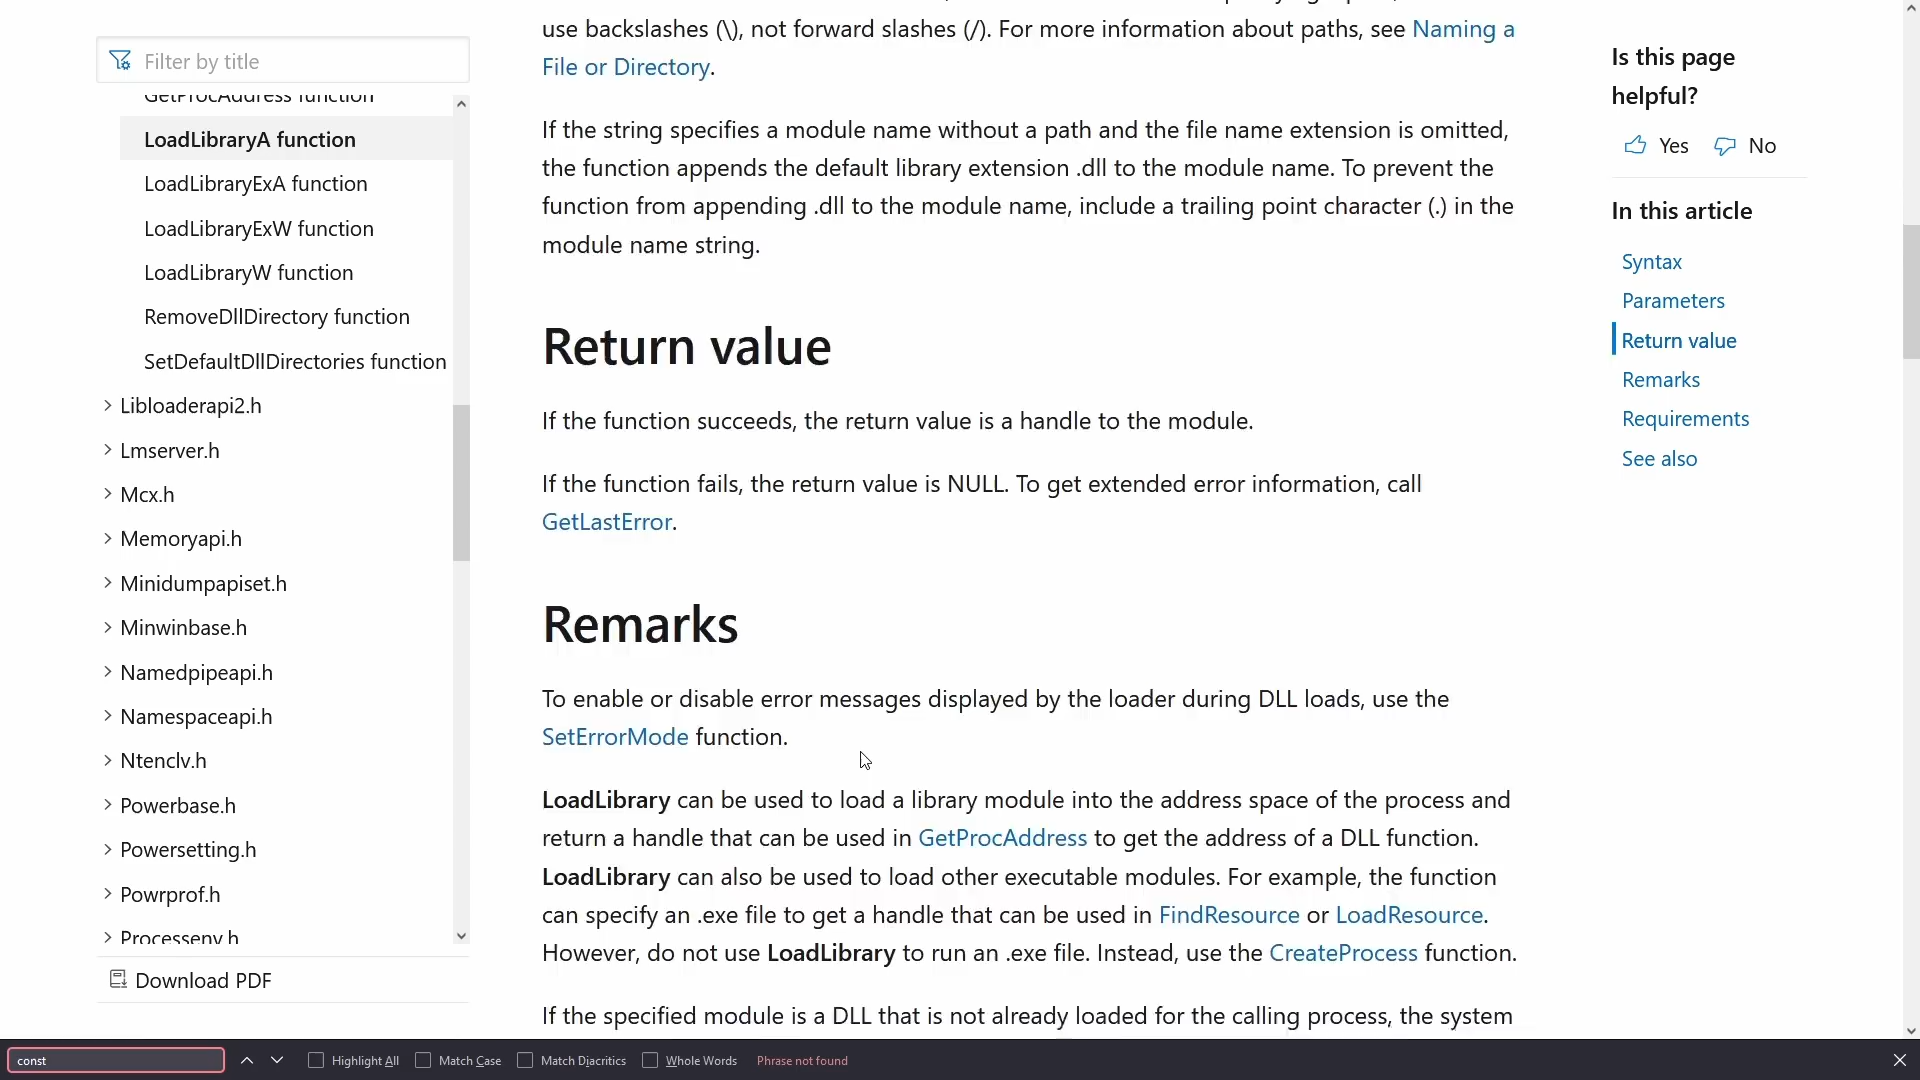 Filter by title
GetProcAddress function
LoadLibraryA function
LoadLibraryExA function
LoadLibraryExW function
LoadLibraryW function
RemoveDllDirectory function
SetDefaultDllDirectories function
Libloaderapi2.h
Lmserver.h
Mcx.h
Memoryapi.h
Minidumpapiset.h
Minwinbase.h
Namedpipeapi.h
Namespaceapi.h
Ntenclv.h
Powerbase.h
Powersetting.h
Powrprof.h
Processenv.h
Download PDF
use backslashes (\), not forward slashes (/). For more information about paths, see Naming a
File or Directory.
If the string specifies a module name without a path and the file name extension is omitted,
the function appends the default library extension .dll to the module name. To prevent the
function from appending .dll to the module name, include a trailing point character (.) in the
module name string.
Return value
If the function succeeds, the return value is a handle to the module.
If the function fails, the return value is NULL. To get extended error information, call
GetLastError.
Remarks
To enable or disable error messages displayed by the loader during DLL loads, use the
SetErrorMode function.
LoadLibrary can be used to load a library module into the address space of the process and
return a handle that can be used in GetProcAddress to get the address of a DLL function.
LoadLibrary can also be used to load other executable modules. For example, the function
can specify an .exe file to get a handle that can be used in FindResource or LoadResource.
However, do not use LoadLibrary to run an .exe file. Instead, use the CreateProcess function.
If the specified module is a DLL that is not already loaded for the calling process, the system
Is this page
helpful?
Yes No
In this article
Syntax
Parameters
Return value
Remarks
Requirements
See also
const Highlight All Match Case Match Diacritics Whole Words Phrase not found